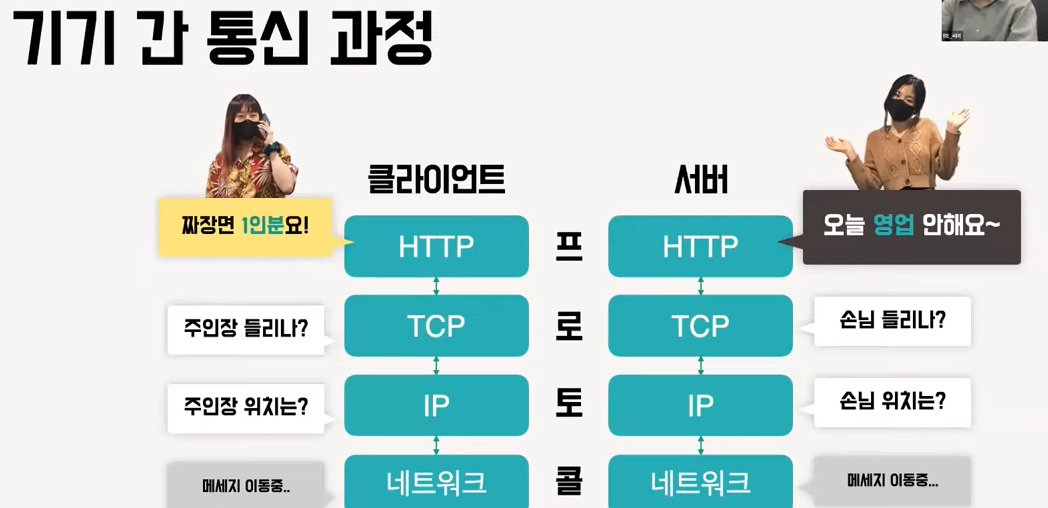 기기 간 통신 과정
클라이언트
서버
짜장면 1인분요!
HTTP
프
HTTP
오늘 영업 안해요~
주인장 들리나?
TCP
로
TCP
손님 들리나?
주인장 위치는?
IP
토
IP
손님 위치는?
메세지 이동중..
네트워크
콜
네트워크
메세지 이동중...